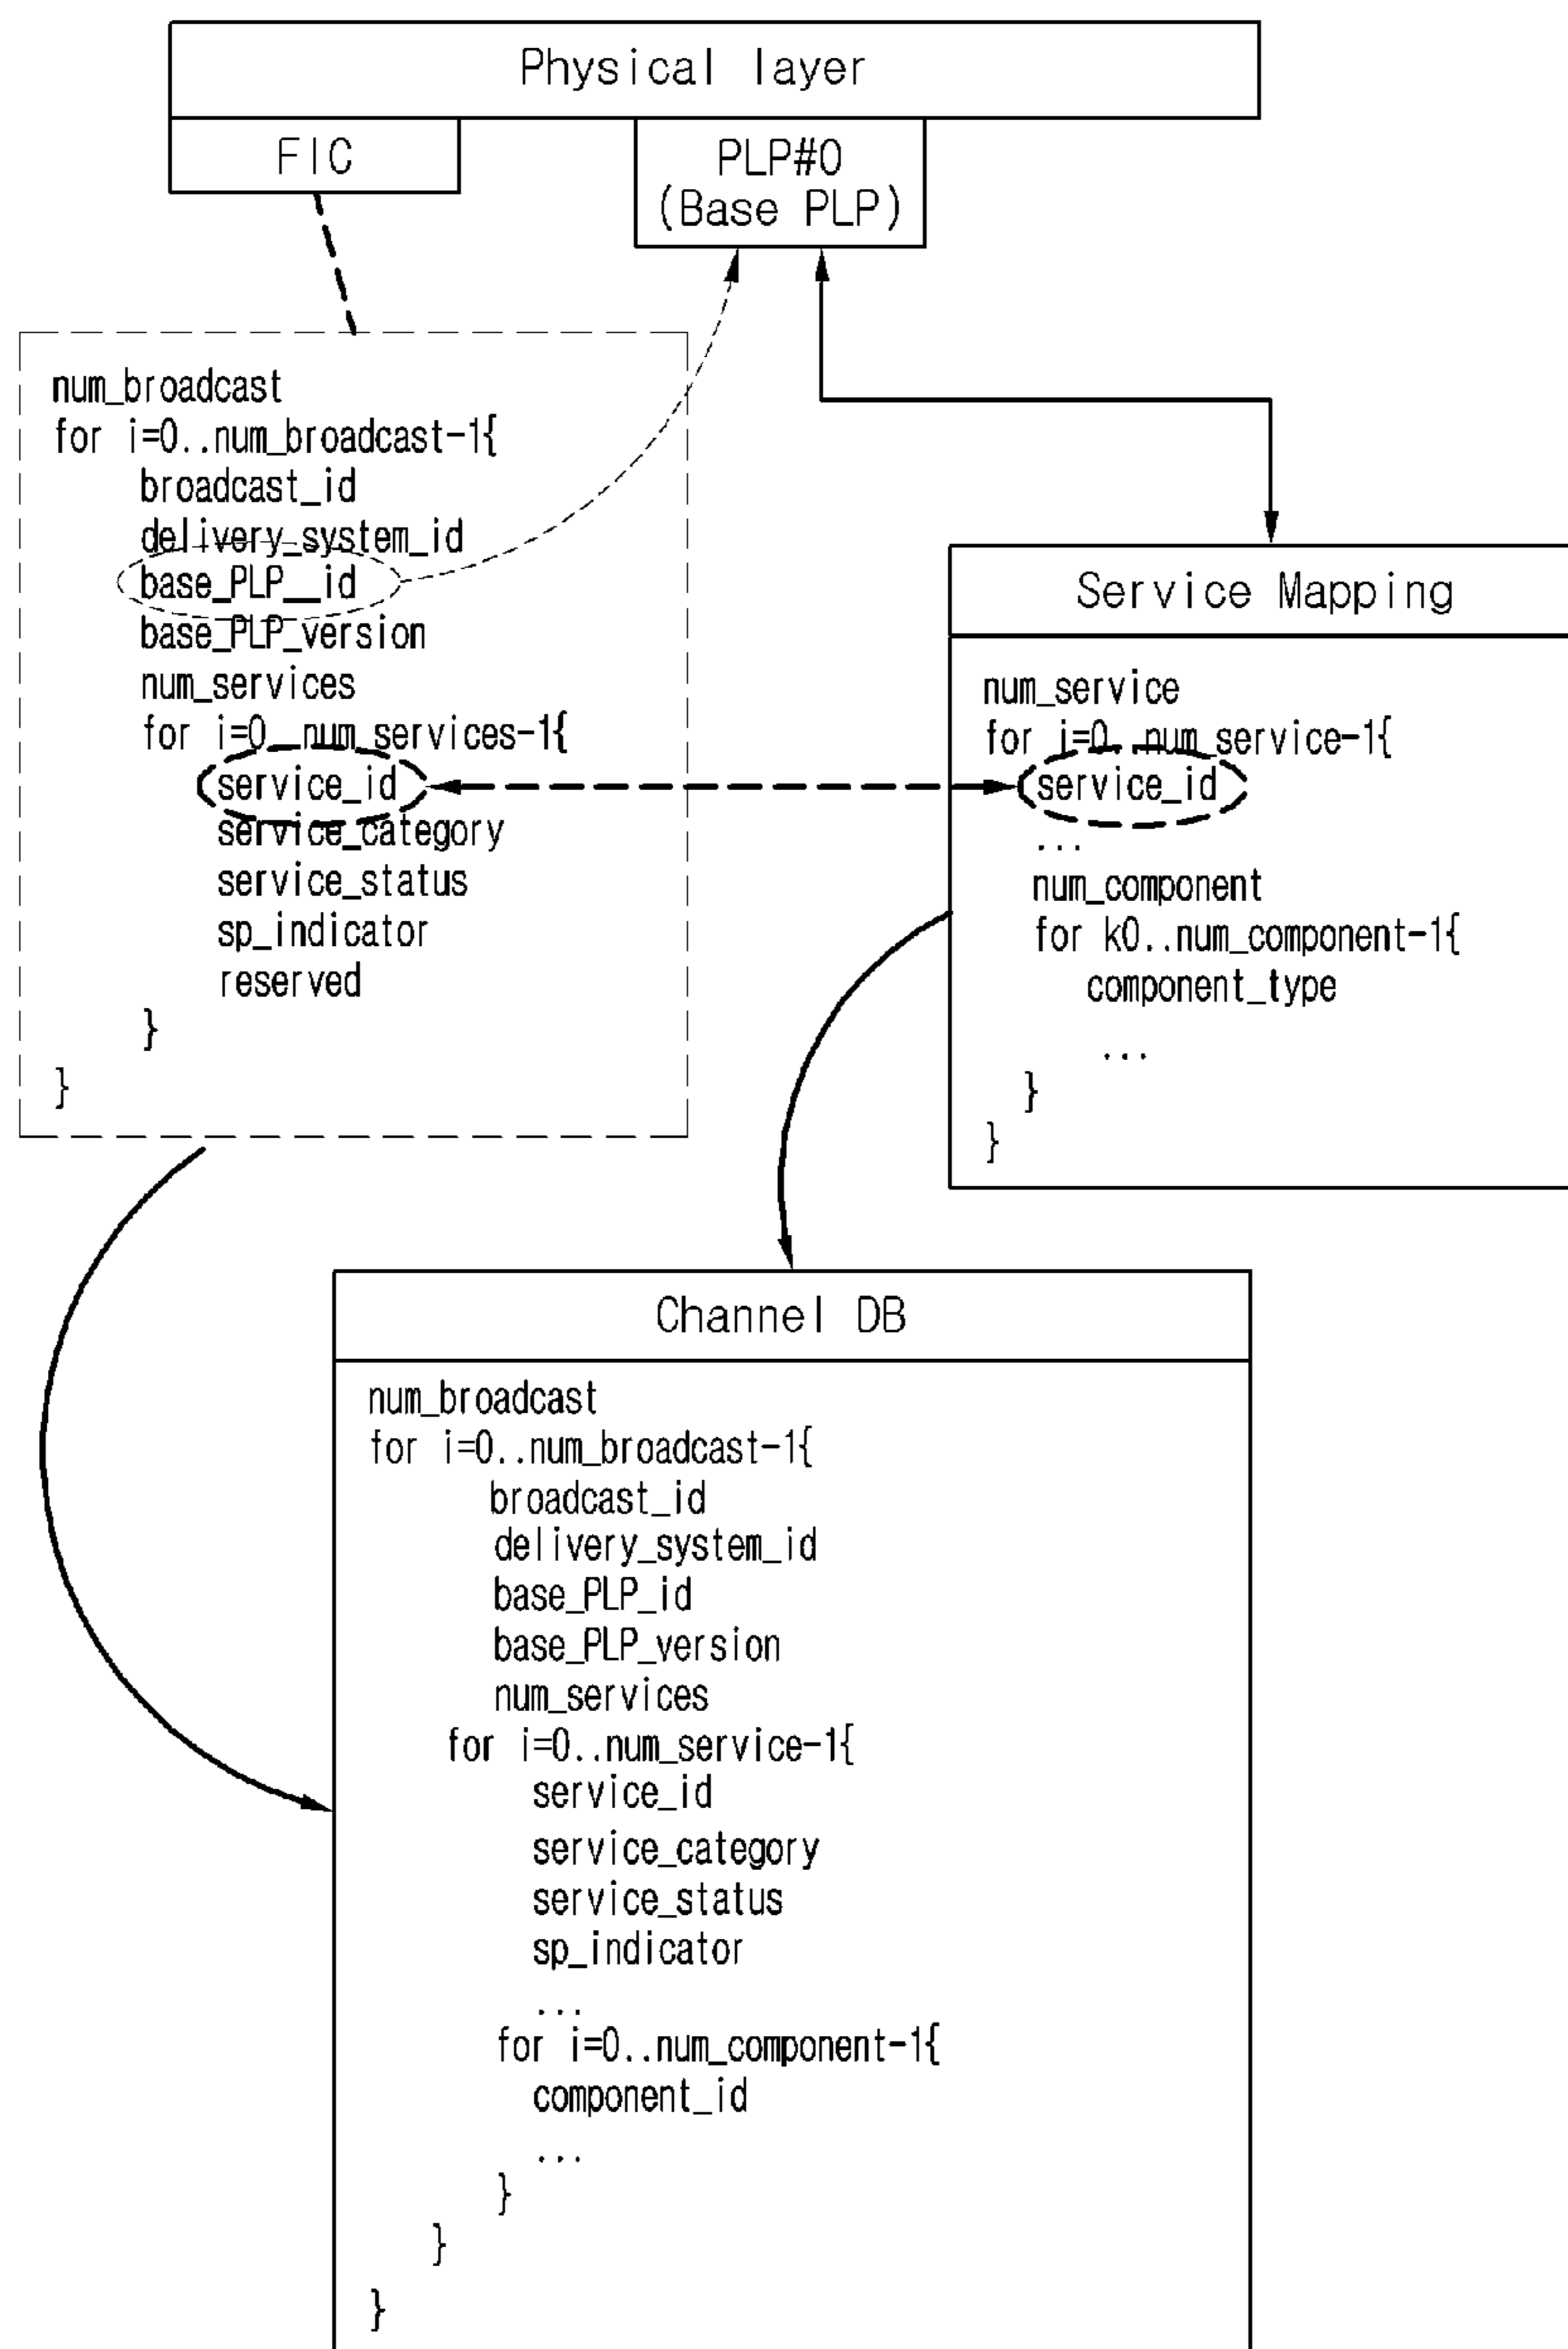 Physical layer
FIC
PLP#0
(Base PLP)
num_broadcast
for i=0..num_broadcast-1{
broadcast_id
delivery_system_id
base_PLP__id
base_PLP_version
num_services
for i=0..num_services-1{
service_id
service_category
service_status
sp_indicator
reserved
}
}
Service Mapping
num_service
for i=0..num_service-1{
service_id
...
num_component
for k0..num_component-1{
component_type
...
}
}
Channel DB
num_broadcast
for i=0..num_broadcast-1{
broadcast_id
delivery_system_id
base_PLP_id
base_PLP_version
num_services
for i=0..num_service-1{
service_id
service_category
service_status
sp_indicator
...
for i=0..num_component-1{
component_id
...
}
}
}